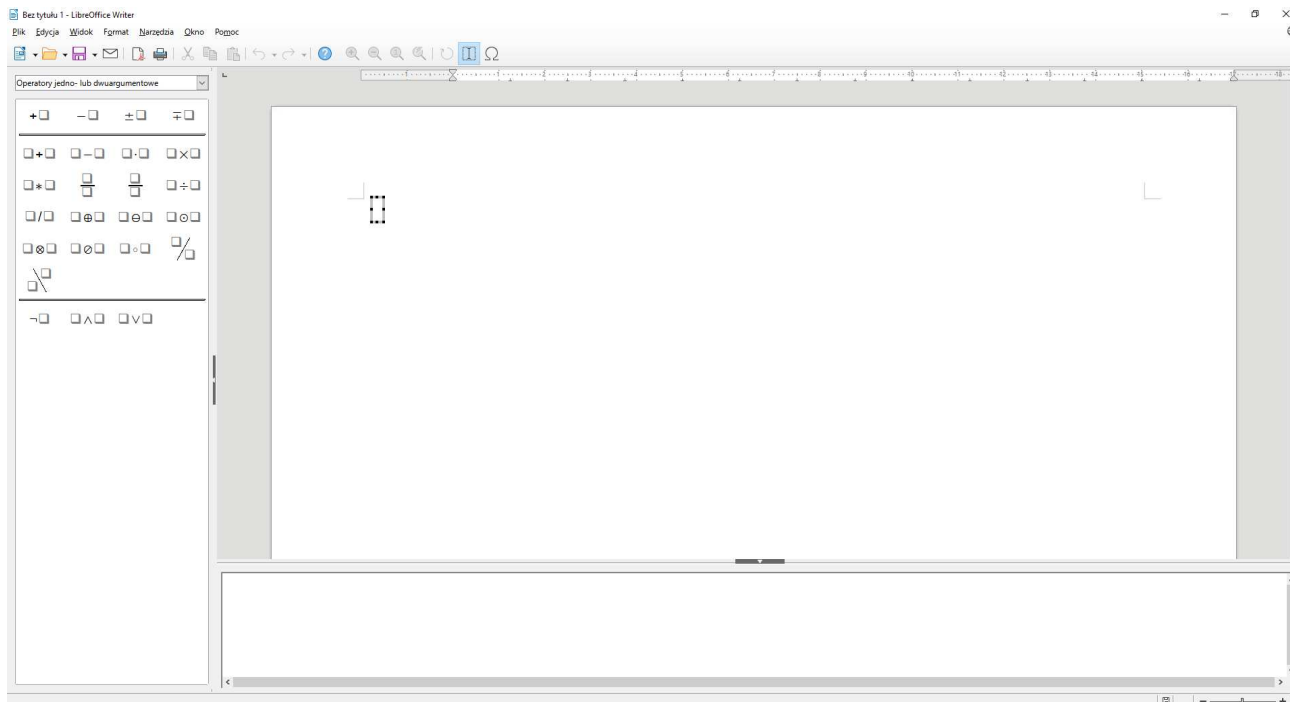 Bez tytułu 1 - LibreOffice Writer
Plik Edycja Widok Format Narzędzia Okno Pomoc
Operatory jedno- lub dwuargumentowe
+□ −□ ±□ ∓□
□+□ □−□ □·□ □×□
□∗□ □/□ □/□ □÷□
□/□ □⊕□ □⊖□ □⊙□
□⊗□ □⊘□ □∘□ □/□
□\□
¬□ □∧□ □∨□